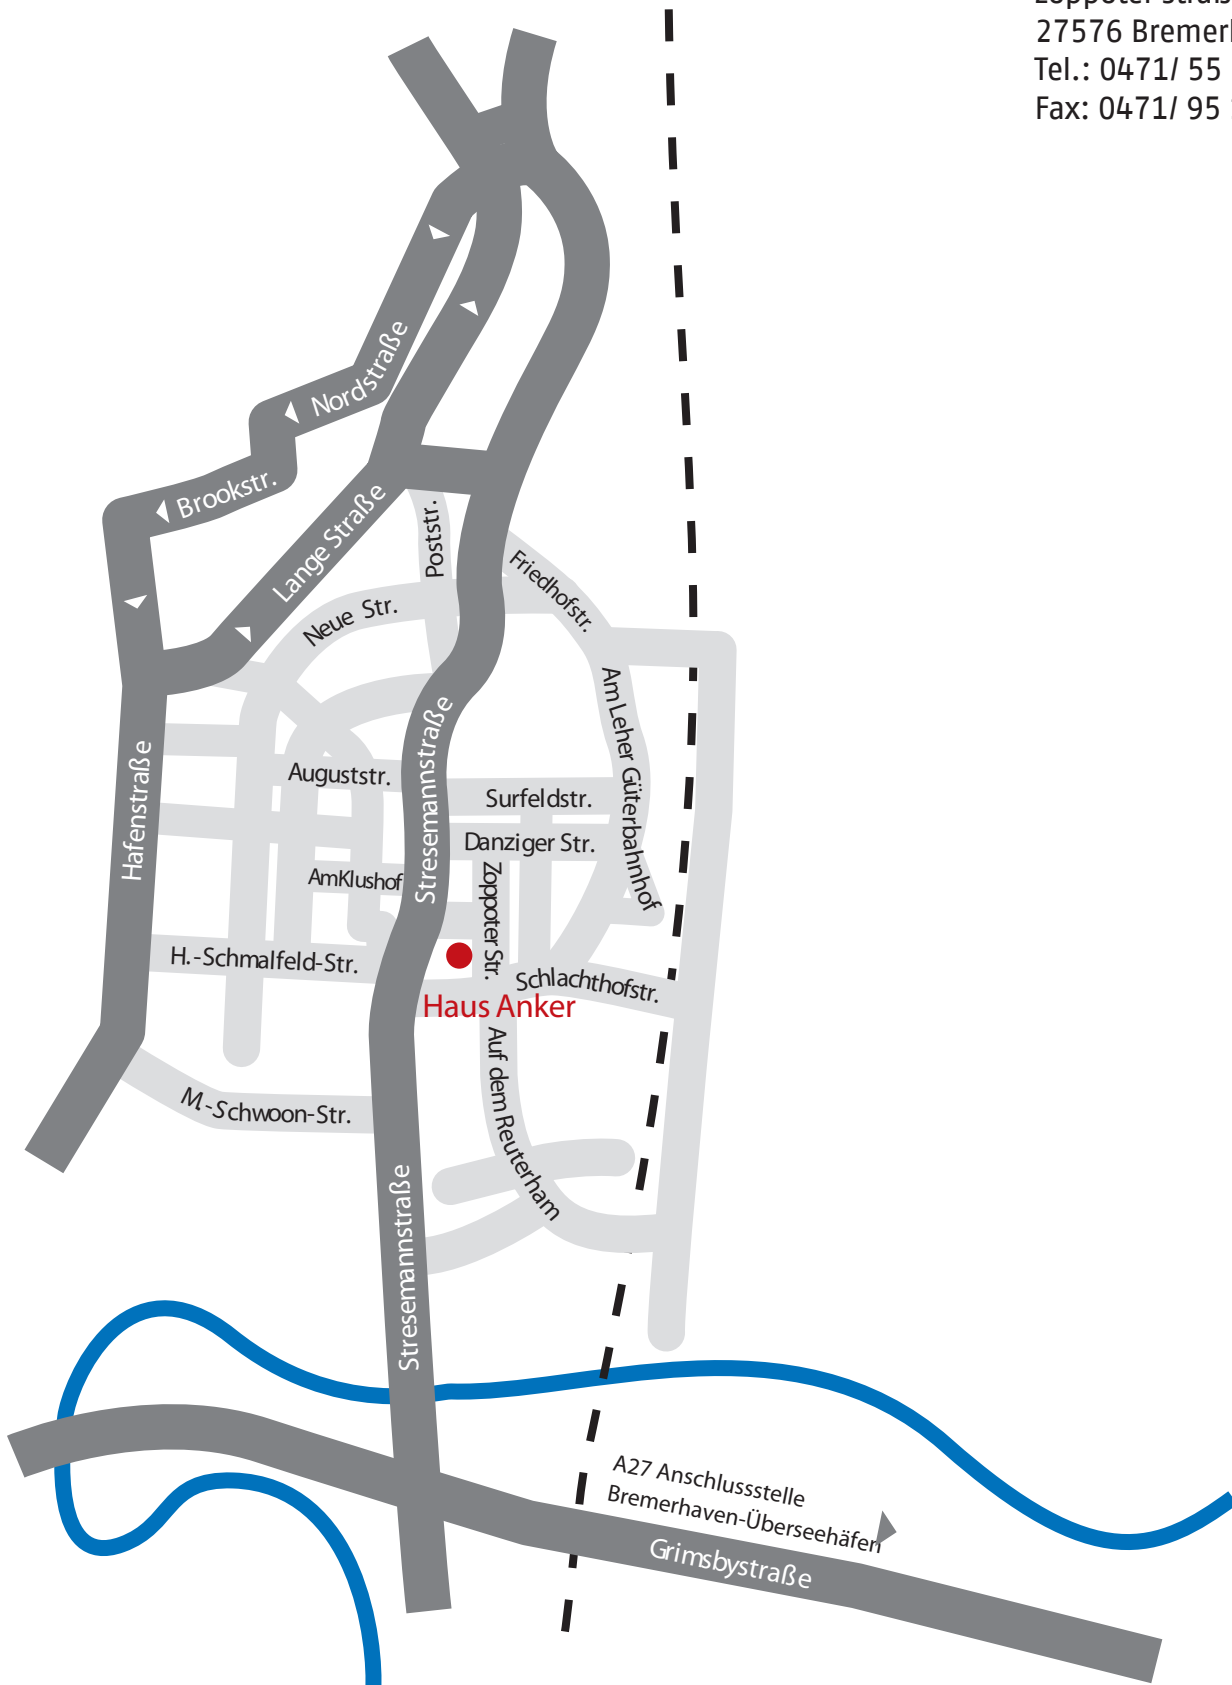 27576
Tel.: 0471/ 55
Fax: 0471/ 95
Nordstraße
Brookstr.
Lange Straße
Poststr.
Friedhofstr.
Neue Str.
Am Leher Güterbahnhof
Hafenstraße
Stresemannstraße
Auguststr.
Surfeldstr.
Danziger Str.
Am Klushof
Zoppoter Str.
H.-Schmalfeld-Str.
Schlachthofstr.
Haus Anker
Auf dem Reuterham
M.-Schwoon-Str.
Stresemannstraße
A27 Anschlussstelle
Bremerhaven-Überseehäfen
Grimsbystraße